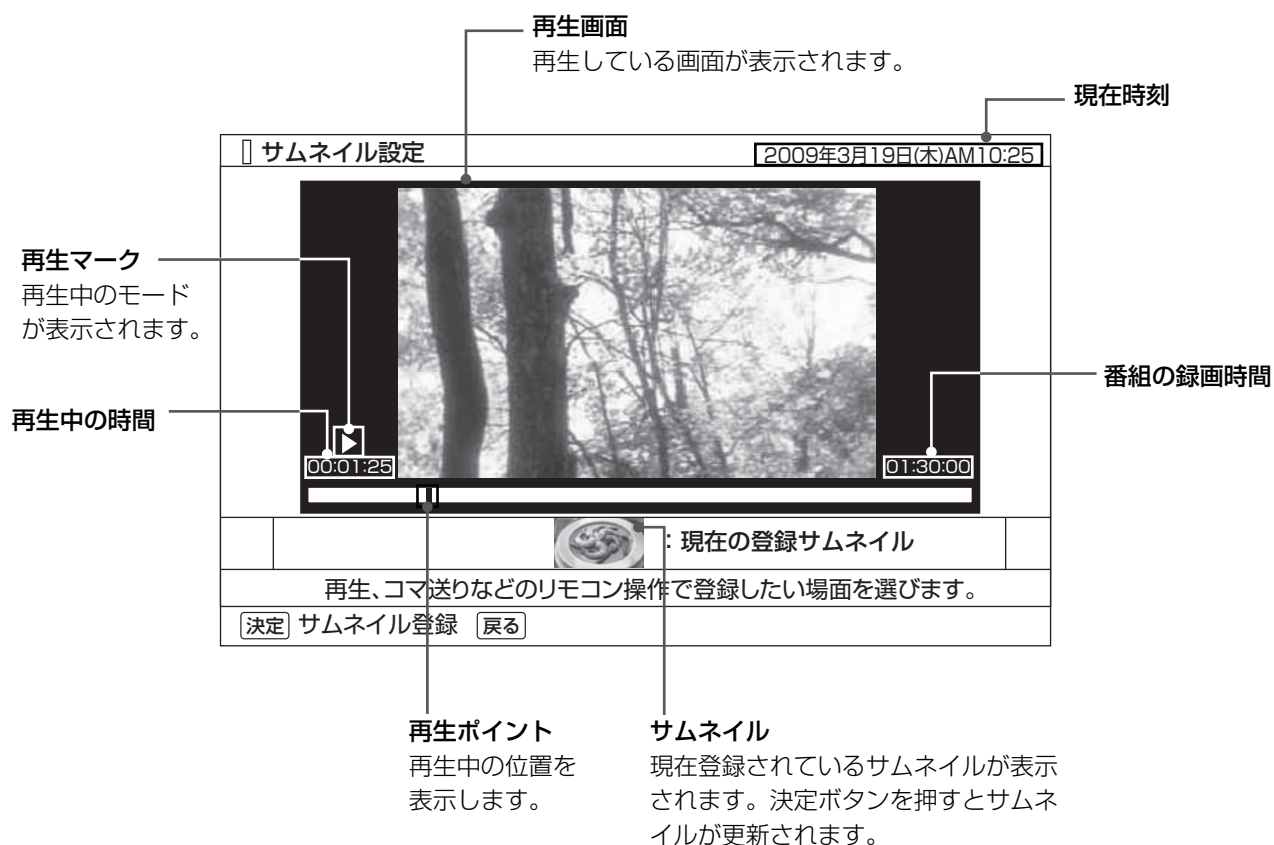 再生画面
再生している画面が表示されます。
現在時刻
サムネイル設定
2009年3月19日(木)AM10:25
再生マーク
再生中のモード
が表示されます。
番組の録画時間
再生中の時間
00:01:25
01:30:00
:現在の登録サムネイル
再生、コマ送りなどのリモコン操作で登録したい場面を選びます。
決定 サムネイル登録 戻る
再生ポイント
再生中の位置を
表示します。
サムネイル
現在登録されているサムネイルが表示
されます。決定ボタンを押すとサムネ
イルが更新されます。